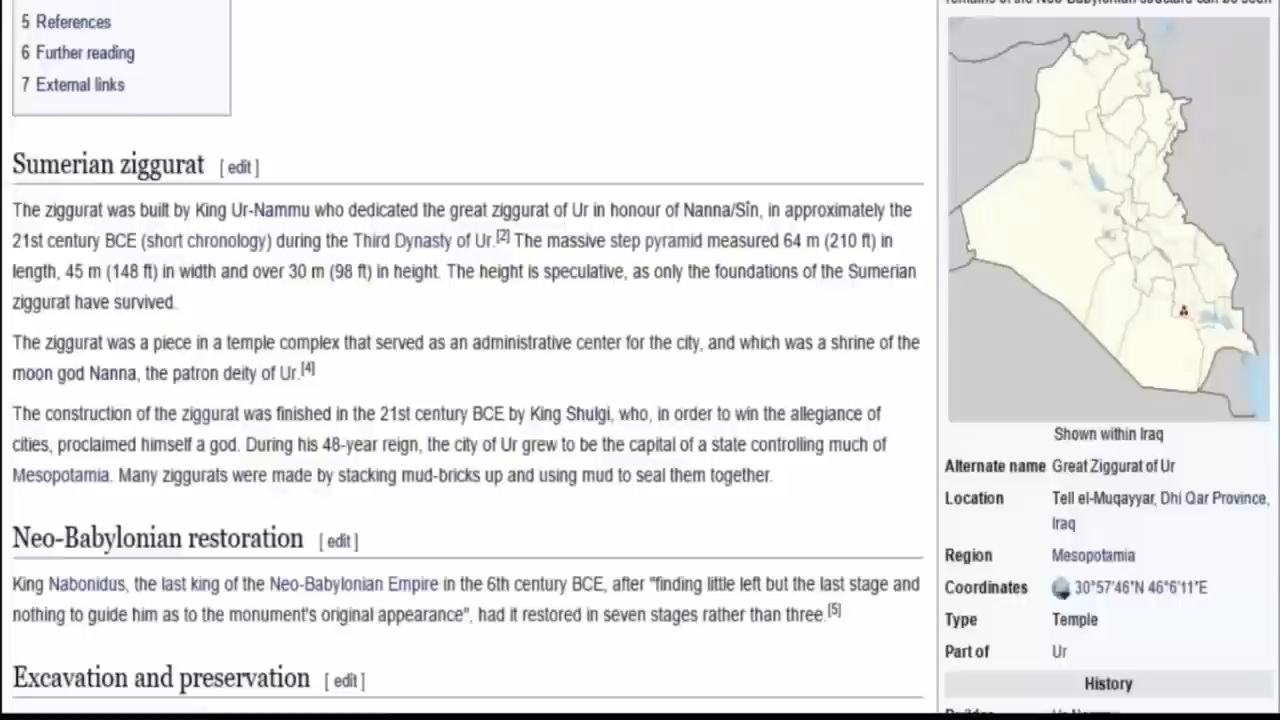 5 References
6 Further reading
7 External links
Sumerian ziggurat [ edit ]
The ziggurat was built by King Ur-Nammu who dedicated the great ziggurat of Ur in honour of Nanna/Sîn, in approximately the
21st century BCE (short chronology) during the Third Dynasty of Ur.[2] The massive step pyramid measured 64 m (210 ft) in
length, 45 m (148 ft) in width and over 30 m (98 ft) in height. The height is speculative, as only the foundations of the Sumerian
ziggurat have survived.
The ziggurat was a piece in a temple complex that served as an administrative center for the city, and which was a shrine of the
moon god Nanna, the patron deity of Ur.[4]
The construction of the ziggurat was finished in the 21st century BCE by King Shulgi, who, in order to win the allegiance of
cities, proclaimed himself a god. During his 48-year reign, the city of Ur grew to be the capital of a state controlling much of
Mesopotamia. Many ziggurats were made by stacking mud-bricks up and using mud to seal them together.
Neo-Babylonian restoration [ edit ]
King Nabonidus, the last king of the Neo-Babylonian Empire in the 6th century BCE, after "finding little left but the last stage and
nothing to guide him as to the monument's original appearance", had it restored in seven stages rather than three.[5]
Excavation and preservation [ edit ]
remains of the Neo-Babylonian structure can be seen
Shown within Iraq
Alternate name Great Ziggurat of Ur
Location Tell el-Muqayyar, Dhi Qar Province,
Iraq
Region Mesopotamia
Coordinates 30°57'46"N 46°6'11"E
Type Temple
Part of Ur
History